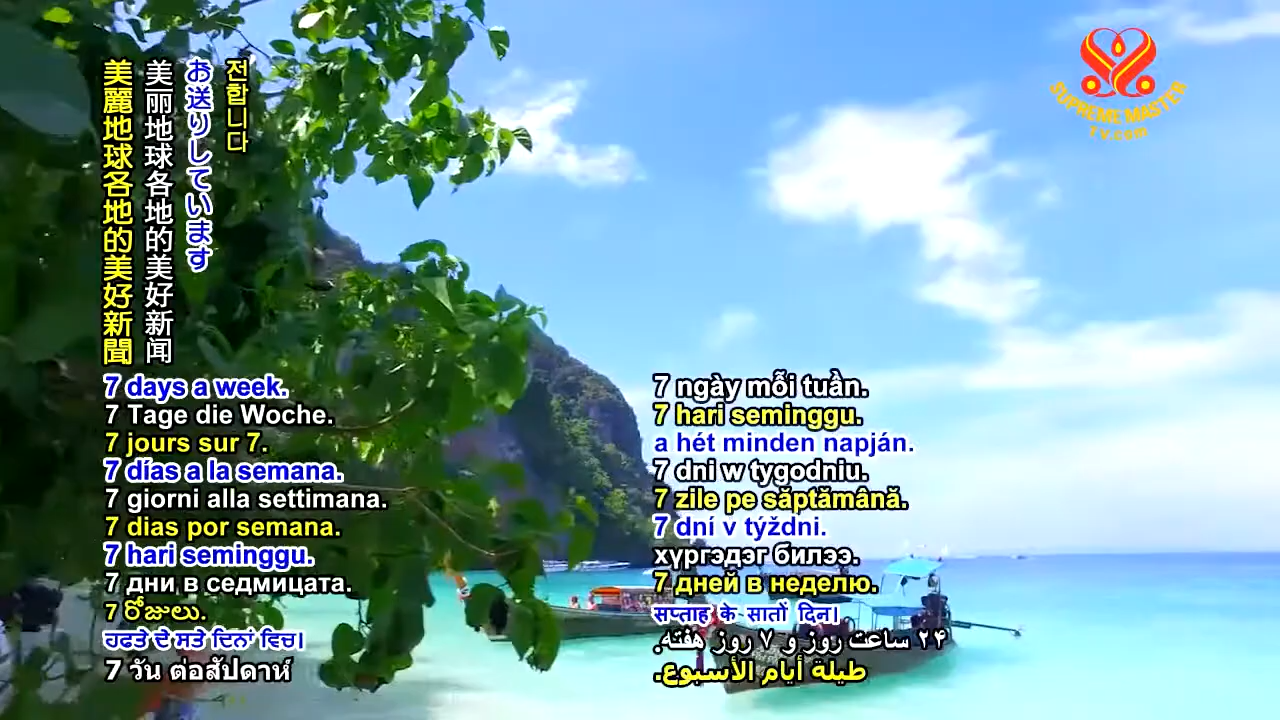 전합니다
お送りしています
美丽地球各地的美好新闻
美麗地球各地的美好新聞
SUPREME MASTER
TV.com
7 days a week.
7 Tage die Woche.
7 jours sur 7.
7 días a la semana.
7 giorni alla settimana.
7 dias por semana.
7 hari seminggu.
7 дни в седмицата.
7 రోజులు.
ਹਫਤੇ ਦੇ ਸਤੇ ਦਿਨਾਂ ਵਿਚ।
7 วัน ต่อสัปดาห์
7 ngày mỗi tuần.
7 hari seminggu.
a hét minden napján.
7 dni w tygodniu.
7 zile pe săptămână.
7 dní v týždni.
хүргэдэг билээ.
7 дней в неделю.
सप्ताह के सातों दिन।
۲۴ ساعت روز و ۷ روز هفته.
طيلة أيام الأسبوع.